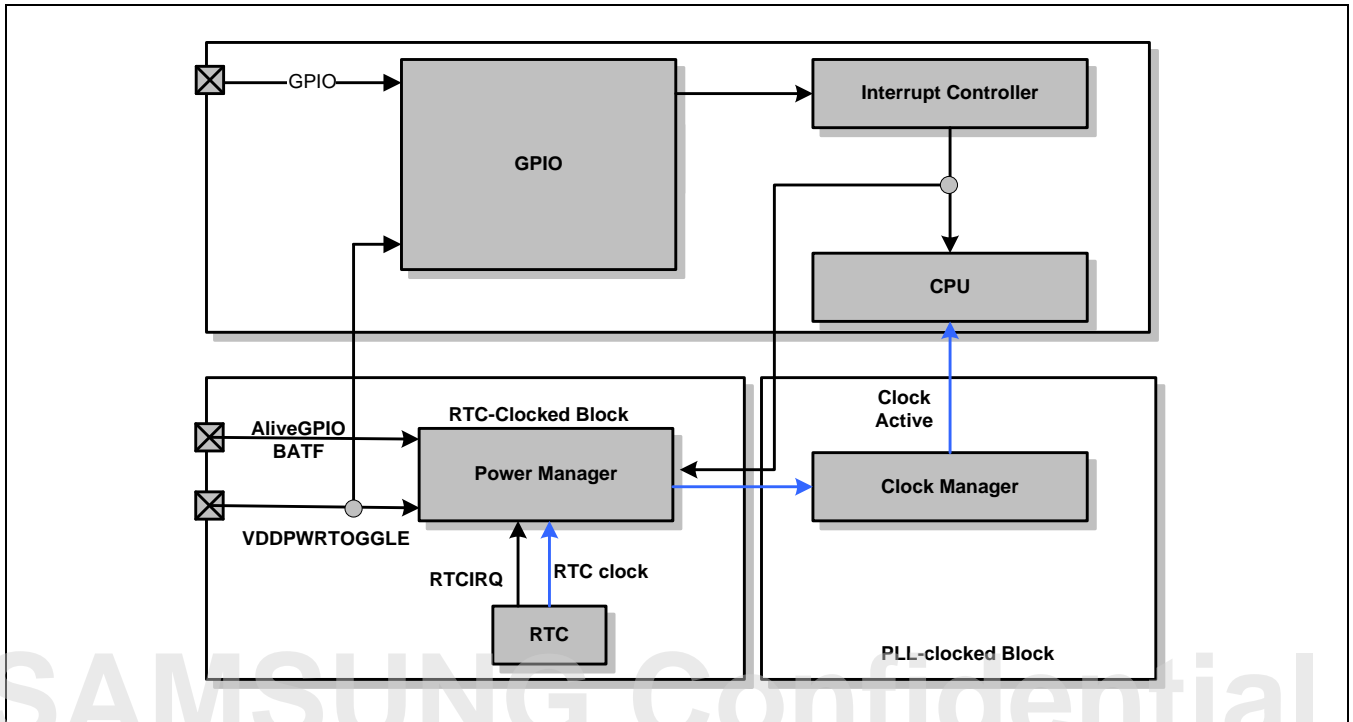 GPIO
GPIO
Interrupt Controller
CPU
AliveGPIO
BATF
RTC-Clocked Block
Power Manager
VDDPWRTOGGLE
RTCIRQ
RTC clock
RTC
Clock
Active
Clock Manager
PLL-clocked Block
SAMSUNG Confidential